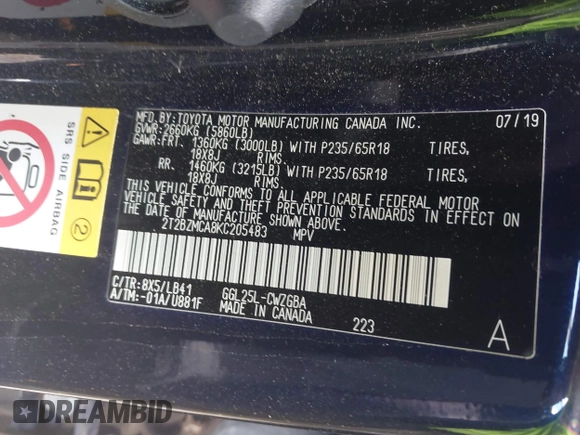 MFD.BY:TOYOTA MOTOR MANUFACTURING CANADA INC. 07/19
GVWR: 2660KG (5860LB)
GAWR:FRT. 1360KG (3000LB) WITH P235/65R18 TIRES,
18X8J RIMS.
RR. 1460KG (3215LB) WITH P235/65R18 TIRES,
18X8J RIMS.
THIS VEHICLE CONFORMS TO ALL APPLICABLE FEDERAL MOTOR
VEHICLE SAFETY AND THEFT PREVENTION STANDARDS IN EFFECT ON
THE DATE OF MANUFACTURE SHOWN ABOVE.
2T2BZMCA8KC205483 MPV
C/TR:8X5/LB41
A/TM:-01A/U881F
GGL25L-CWZGBA
MADE IN CANADA
223
A
SRS SIDE AIRBAG
2
DREAMBID